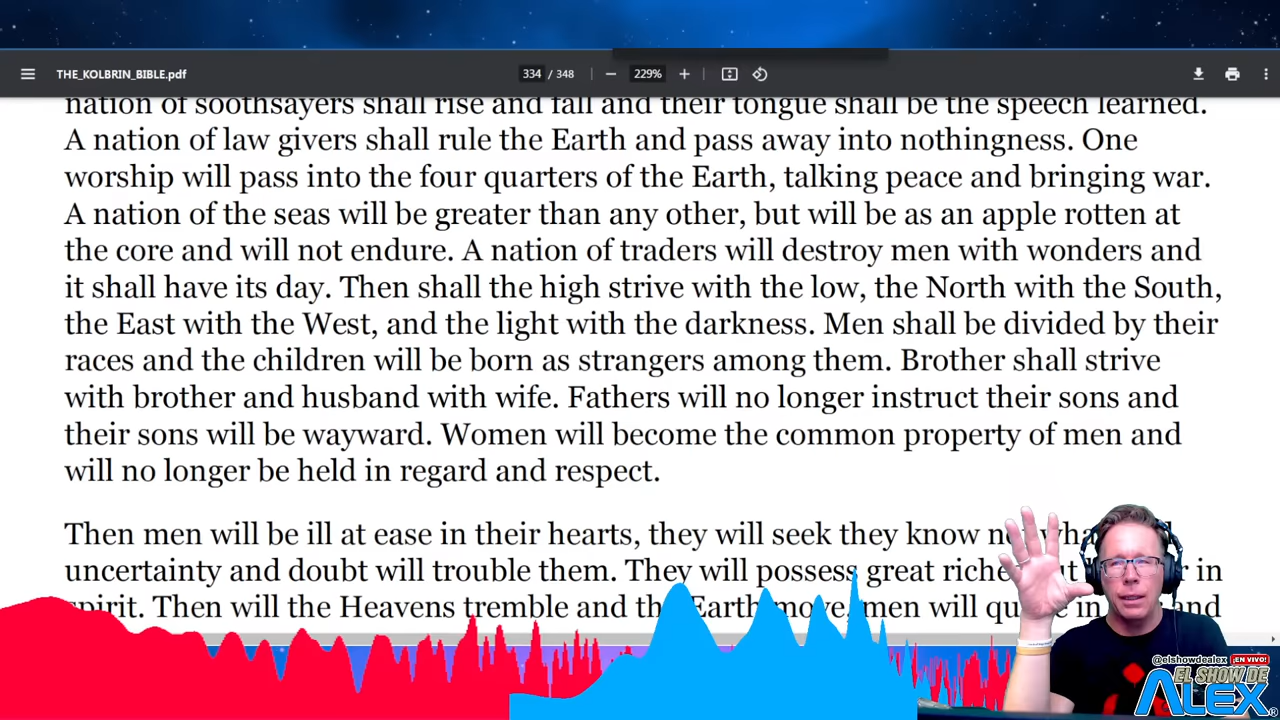 THE_KOLBRIN_BIBLE.pdf 334 / 348 229%
nation of soothsayers shall rise and fall and their tongue shall be the speech learned.
A nation of law givers shall rule the Earth and pass away into nothingness. One
worship will pass into the four quarters of the Earth, talking peace and bringing war.
A nation of the seas will be greater than any other, but will be as an apple rotten at
the core and will not endure. A nation of traders will destroy men with wonders and
it shall have its day. Then shall the high strive with the low, the North with the South,
the East with the West, and the light with the darkness. Men shall be divided by their
races and the children will be born as strangers among them. Brother shall strive
with brother and husband with wife. Fathers will no longer instruct their sons and
their sons will be wayward. Women will become the common property of men and
will no longer be held in regard and respect.
Then men will be ill at ease in their hearts, they will seek they know
uncertainty and doubt will trouble them. They will possess great in
spirit. Then will the Heavens tremble and the Earth move, men will in and
@elshowdealex ¡EN VIVO!
EL SHOW DE
ALEX